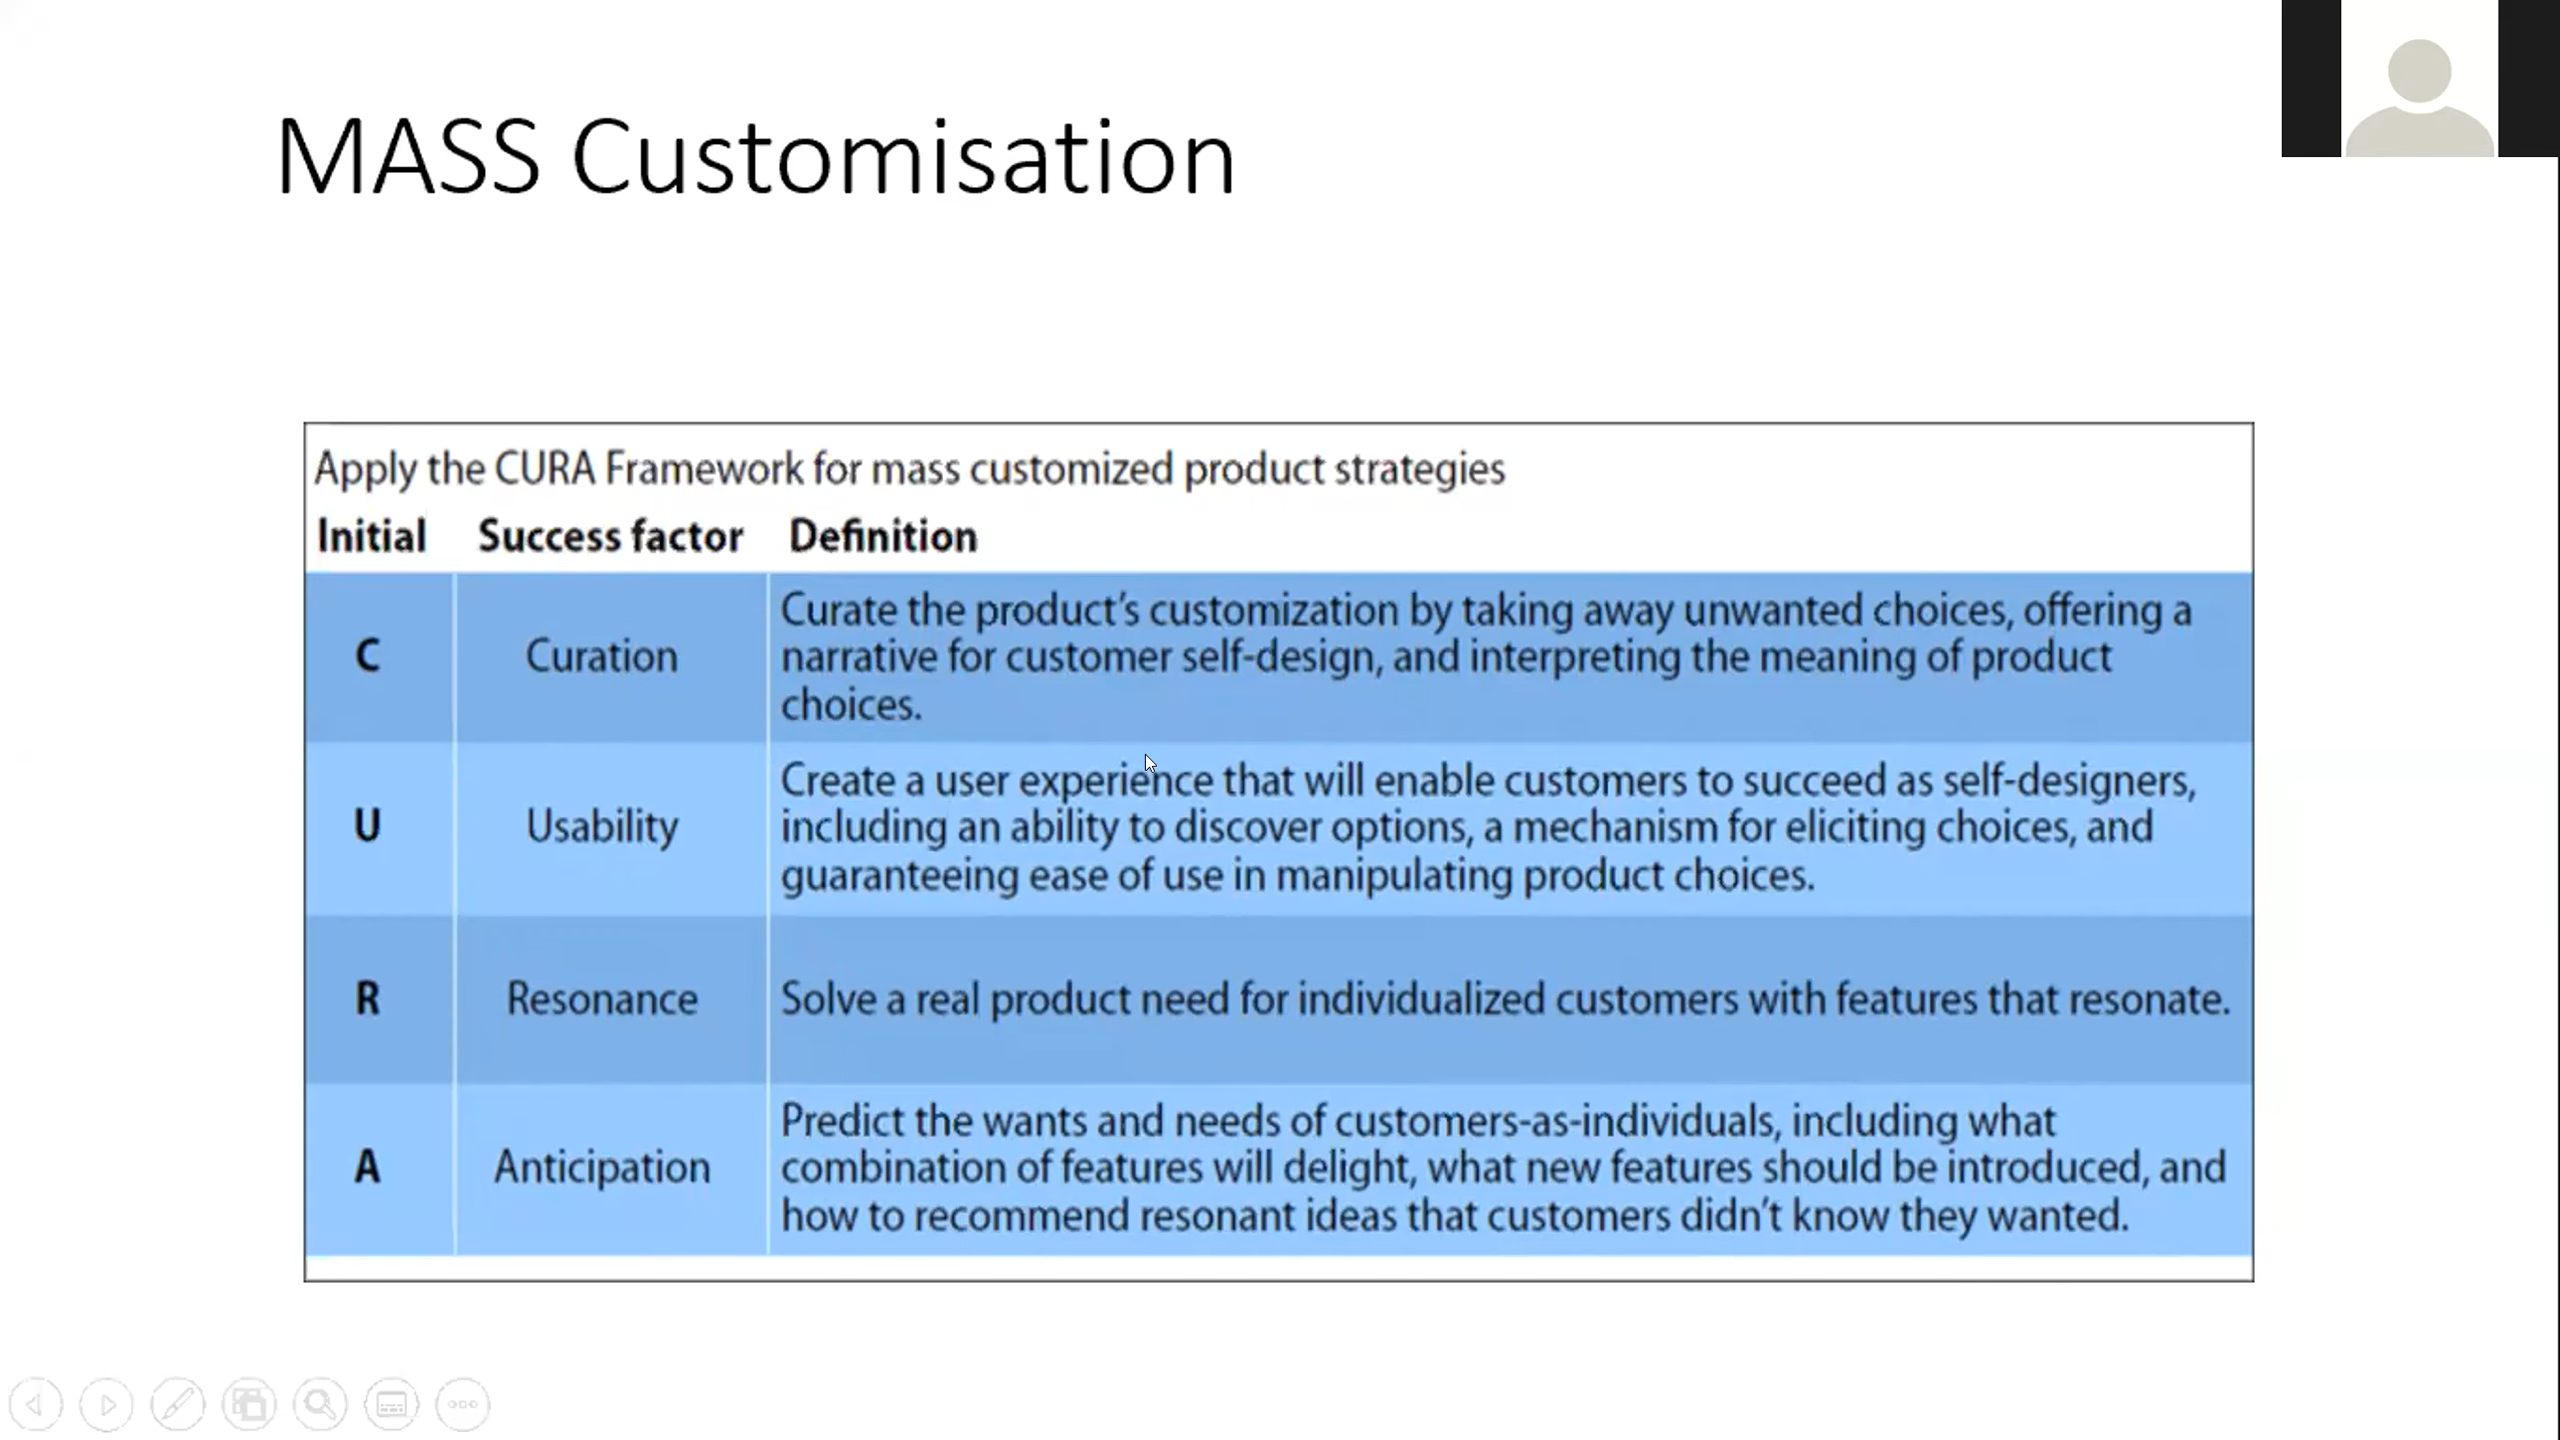 MASS Customisation
Apply the CURA Framework for mass customized product strategies
Initial Success factor Definition
C Curation Curate the product’s customization by taking away unwanted choices, offering a
narrative for customer self-design, and interpreting the meaning of product
choices.
U Usability Create a user experience that will enable customers to succeed as self-designers,
including an ability to discover options, a mechanism for eliciting choices, and
guaranteeing ease of use in manipulating product choices.
R Resonance Solve a real product need for individualized customers with features that resonate.
A Anticipation Predict the wants and needs of customers-as-individuals, including what
combination of features will delight, what new features should be introduced, and
how to recommend resonant ideas that customers didn’t know they wanted.